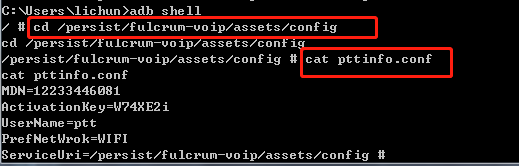 C:\Users\lichun>adb shell
/ # cd /persist/fulcrum-voip/assets/config
cd /persist/fulcrum-voip/assets/config
/persist/fulcrum-voip/assets/config # cat pttinfo.conf
cat pttinfo.conf
MDN=12233446081
ActivationKey=W74XE2i
UserName=ptt
PrefNetWrok=WIFI
ServiceUri=/persist/fulcrum-voip/assets/config #